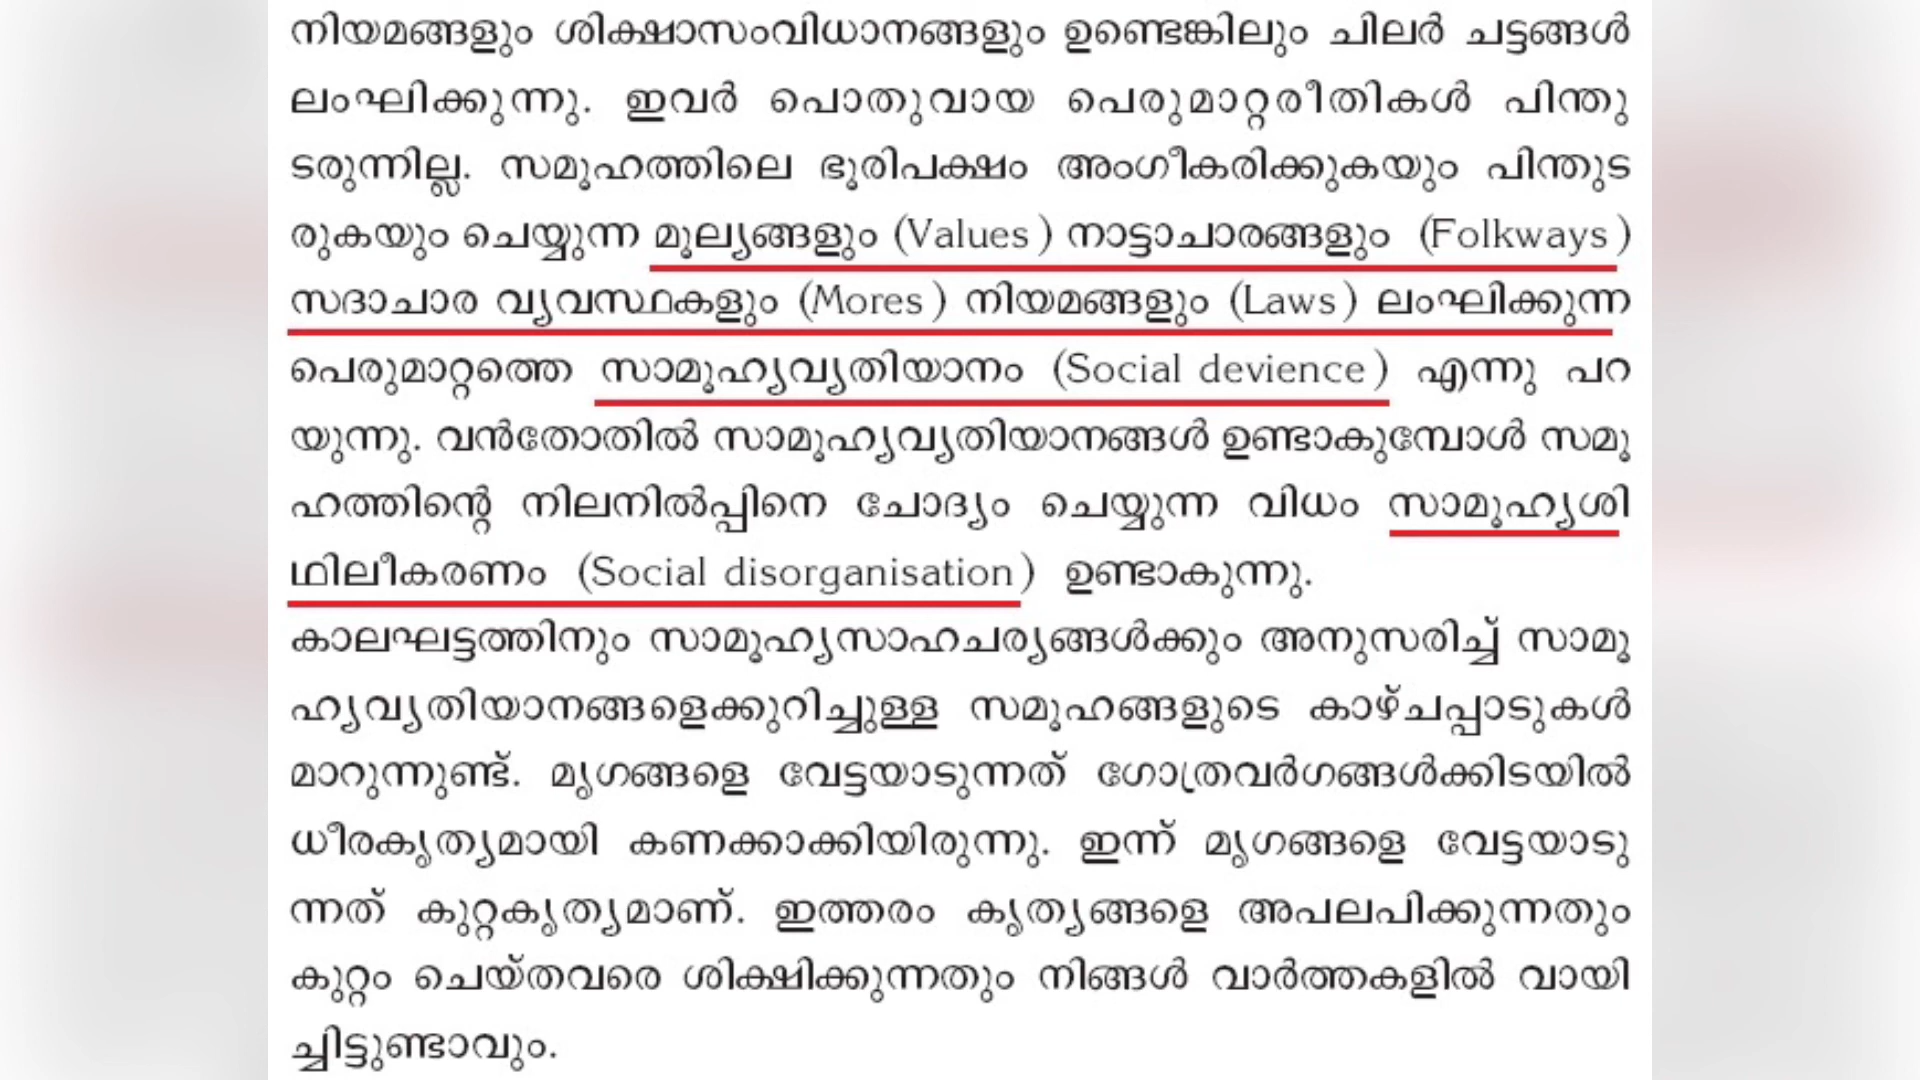 നിയമങ്ങളും ശിക്ഷാസംവിധാനങ്ങളും ഉണ്ടെങ്കിലും ചിലർ ചട്ടങ്ങൾ
ലംഘിക്കുന്നു. ഇവർ പൊതുവായ പെരുമാറ്റരീതികൾ പിന്തു
ടരുന്നില്ല. സമൂഹത്തിലെ ഭൂരിപക്ഷം അംഗീകരിക്കുകയും പിന്തുട
രുകയും ചെയ്യുന്ന മൂല്യങ്ങളും (Values) നാട്ടാചാരങ്ങളും (Folkways)
സദാചാര വ്യവസ്ഥകളും (Mores) നിയമങ്ങളും (Laws) ലംഘിക്കുന്ന
പെരുമാറ്റത്തെ സാമൂഹ്യവ്യതിയാനം (Social devience) എന്നു പറ
യുന്നു. വൻതോതിൽ സാമൂഹ്യവ്യതിയാനങ്ങൾ ഉണ്ടാകുമ്പോൾ സമൂ
ഹത്തിന്റെ നിലനിൽപ്പിനെ ചോദ്യം ചെയ്യുന്ന വിധം സാമൂഹ്യശി
ഥിലീകരണം (Social disorganisation) ഉണ്ടാകുന്നു.
കാലഘട്ടത്തിനും സാമൂഹ്യസാഹചര്യങ്ങൾക്കും അനുസരിച്ച് സാമൂ
ഹ്യവ്യതിയാനങ്ങളെക്കുറിച്ചുള്ള സമൂഹങ്ങളുടെ കാഴ്ചപ്പാടുകൾ
മാറുന്നുണ്ട്. മൃഗങ്ങളെ വേട്ടയാടുന്നത് ഗോത്രവർഗങ്ങൾക്കിടയിൽ
ധീരകൃത്യമായി കണക്കാക്കിയിരുന്നു. ഇന്ന് മൃഗങ്ങളെ വേട്ടയാടു
ന്നത് കുറ്റകൃത്യമാണ്. ഇത്തരം കൃത്യങ്ങളെ അപലപിക്കുന്നതും
കുറ്റം ചെയ്തവരെ ശിക്ഷിക്കുന്നതും നിങ്ങൾ വാർത്തകളിൽ വായി
ച്ചിട്ടുണ്ടാവും.